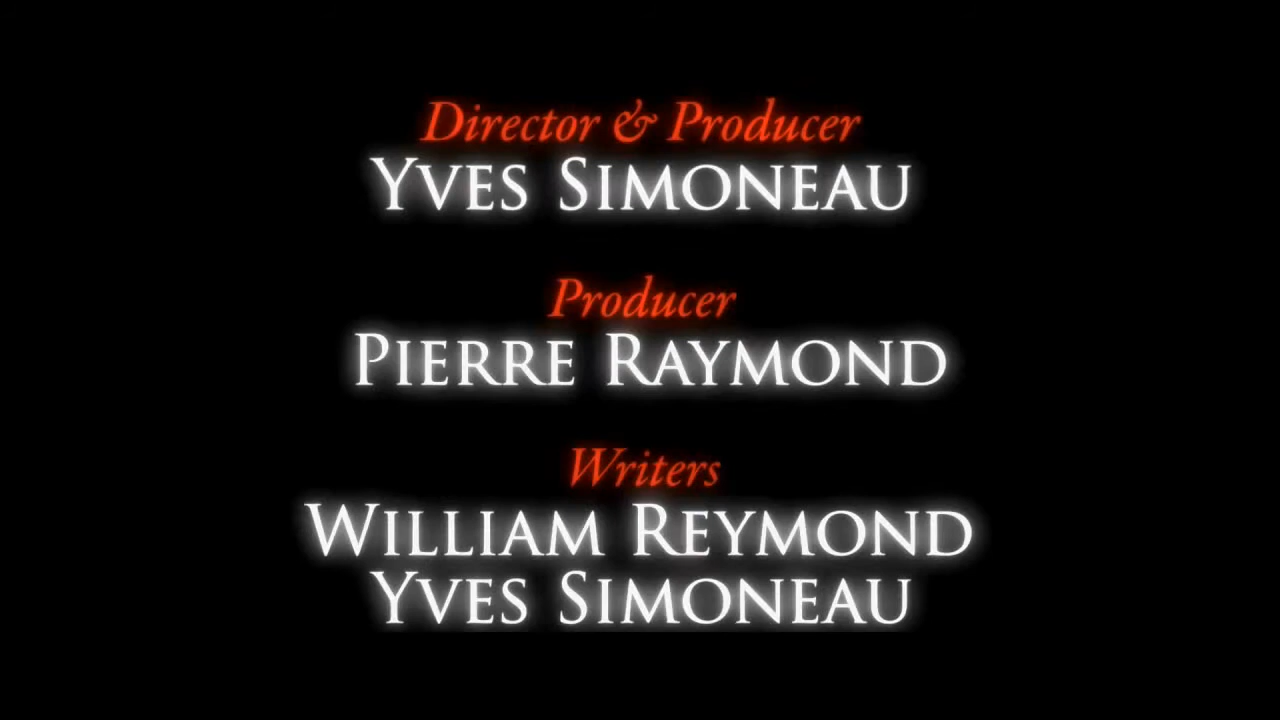 Director & Producer
YVES SIMONEAU
Producer
PIERRE RAYMOND
Writers
WILLIAM REYMOND
YVES SIMONEAU